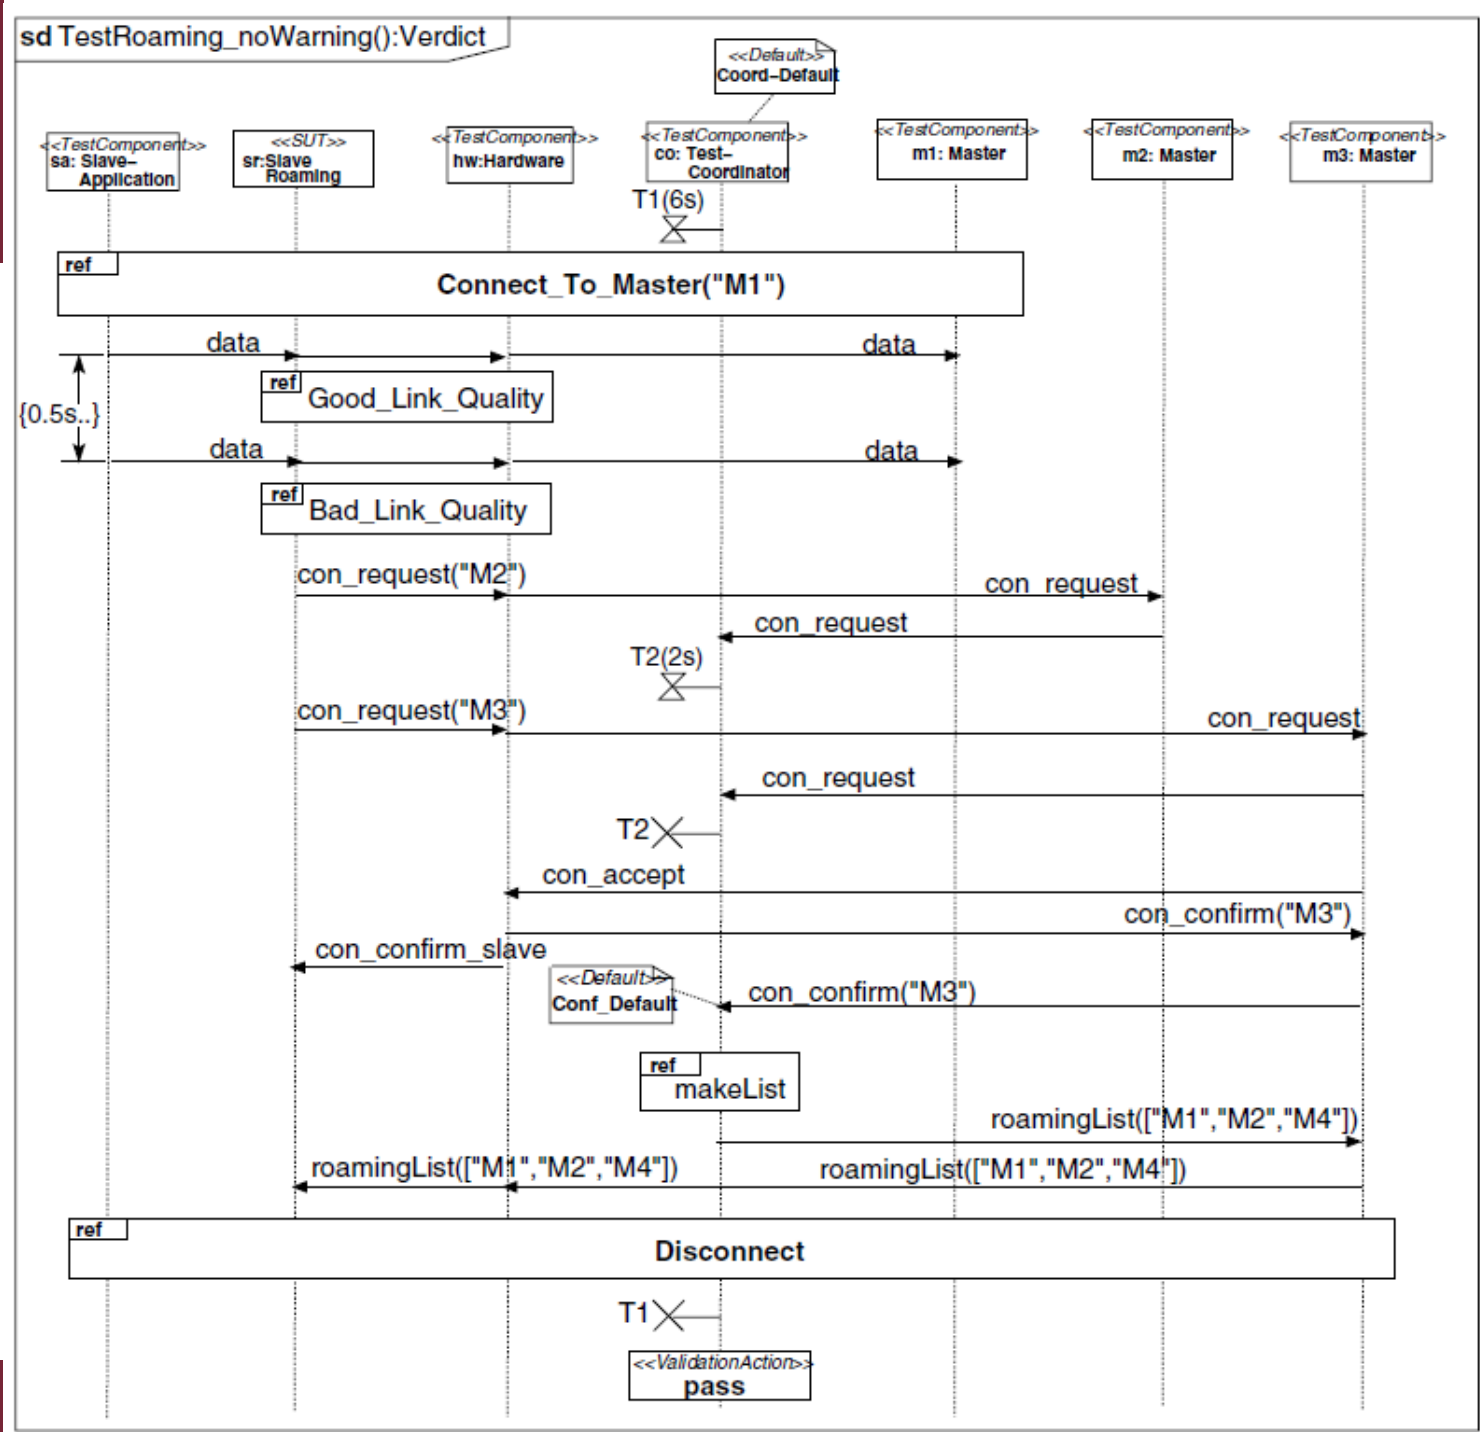 sd TestRoaming_noWarning():Verdict
<<Default>>
Coord-Default
<<TestComponent>>
sa: Slave-
Application
<<SUT>>
sr:Slave
Roaming
<<TestComponent>>
hw:Hardware
<<TestComponent>>
co: Test-
Coordinator
<<TestComponent>>
m1: Master
<<TestComponent>>
m2: Master
<<TestComponent>>
m3: Master
T1(6s)
ref
Connect_To_Master("M1")
data
data
ref
Good_Link_Quality
{0.5s..}
data
data
ref
Bad_Link_Quality
con_request("M2")
con_request
con_request
T2(2s)
con_request("M3")
con_request
con_request
T2
con_accept
con_confirm("M3")
con_confirm_slave
<<Default>>
Conf_Default
con_confirm("M3")
ref
makeList
roamingList(["M1","M2","M4"])
roamingList(["M1","M2","M4"])
roamingList(["M1","M2","M4"])
ref
Disconnect
T1
<<ValidationAction>>
pass